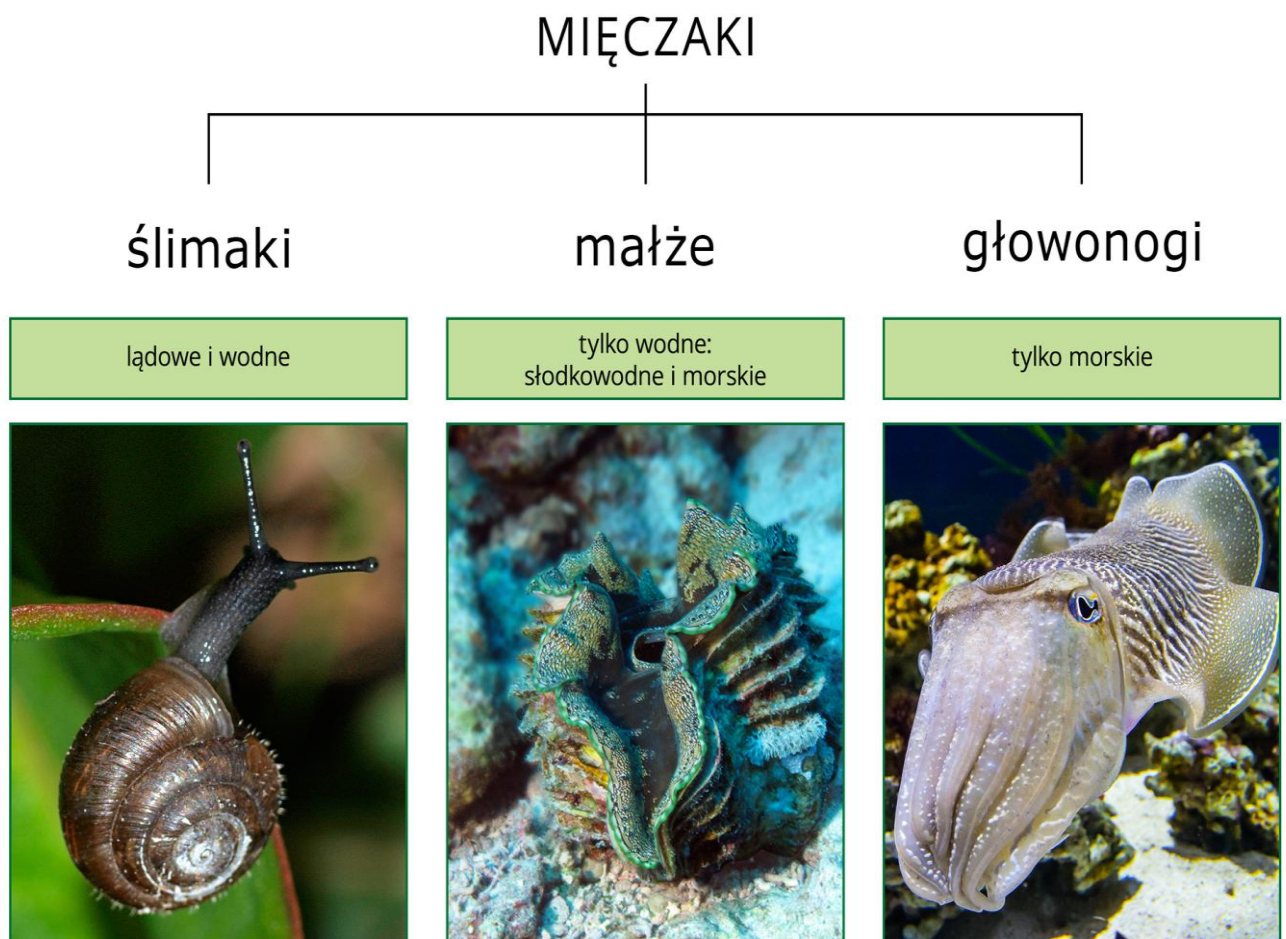 MIĘCZAKI
ślimaki
małże
głowonogi
lądowe i wodne
tylko wodne:
słodkowodne i morskie
tylko morskie